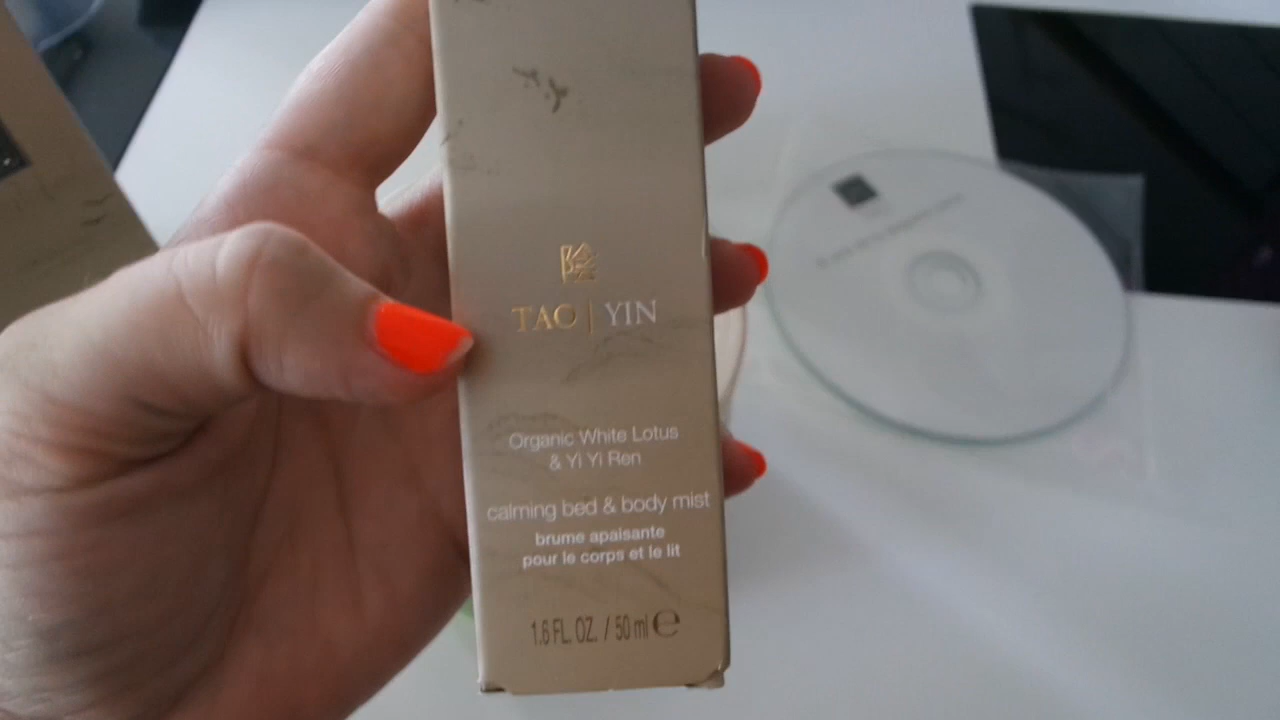 TAO | YIN
Organic White Lotus
& Yi Yi Ren
calming bed & body mist
brume apaisante
pour le corps et le lit
1.6 FL. OZ. / 50 ml ℮